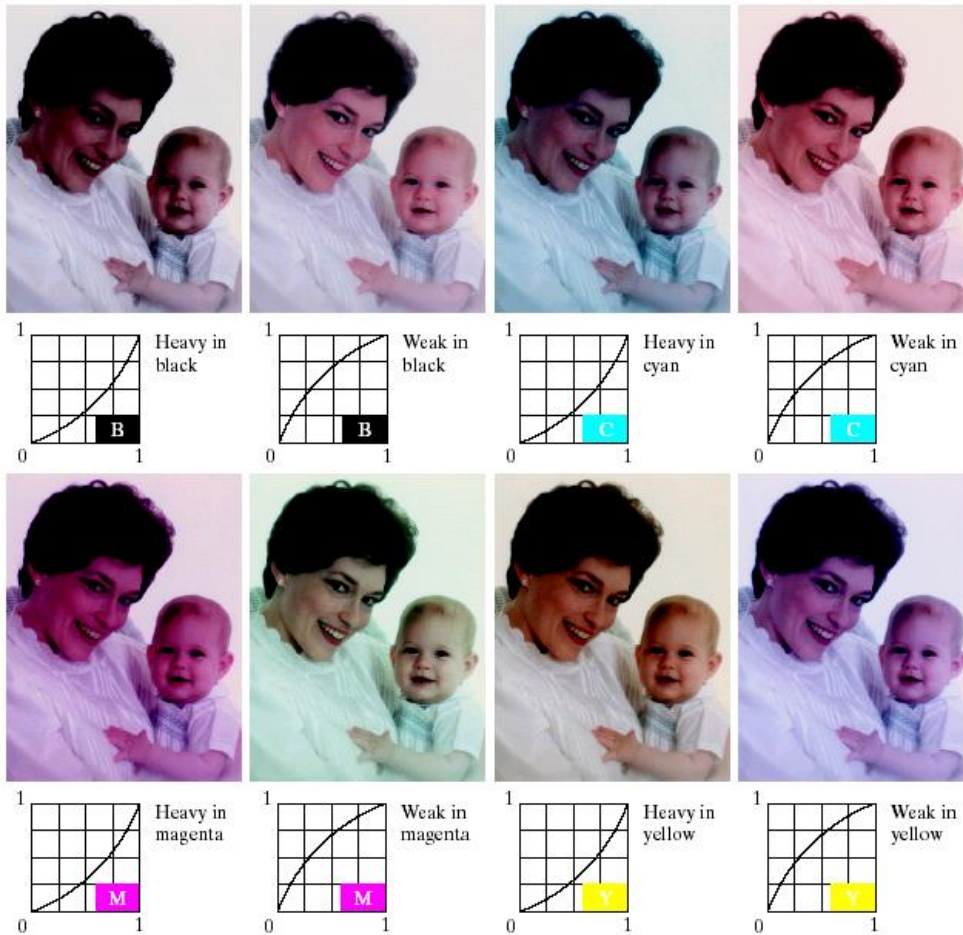 1
Heavy in
black
B
0
1
1
Weak in
black
B
0
1
1
Heavy in
cyan
C
0
1
1
Weak in
cyan
C
0
1
1
Heavy in
magenta
M
0
1
1
Weak in
magenta
M
0
1
1
Heavy in
yellow
Y
0
1
1
Weak in
yellow
Y
0
1